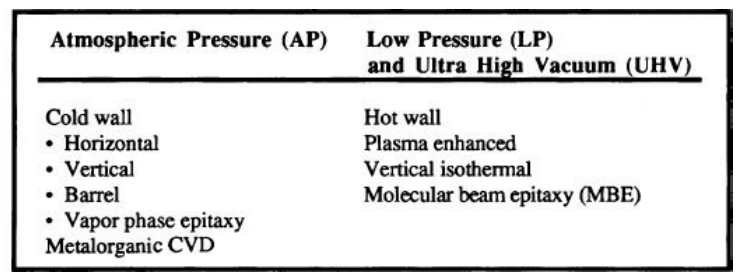 Atmospheric Pressure (AP)
Low Pressure (LP)
and Ultra High Vacuum (UHV)
Cold wall
• Horizontal
• Vertical
• Barrel
• Vapor phase epitaxy
Metalorganic CVD
Hot wall
Plasma enhanced
Vertical isothermal
Molecular beam epitaxy (MBE)